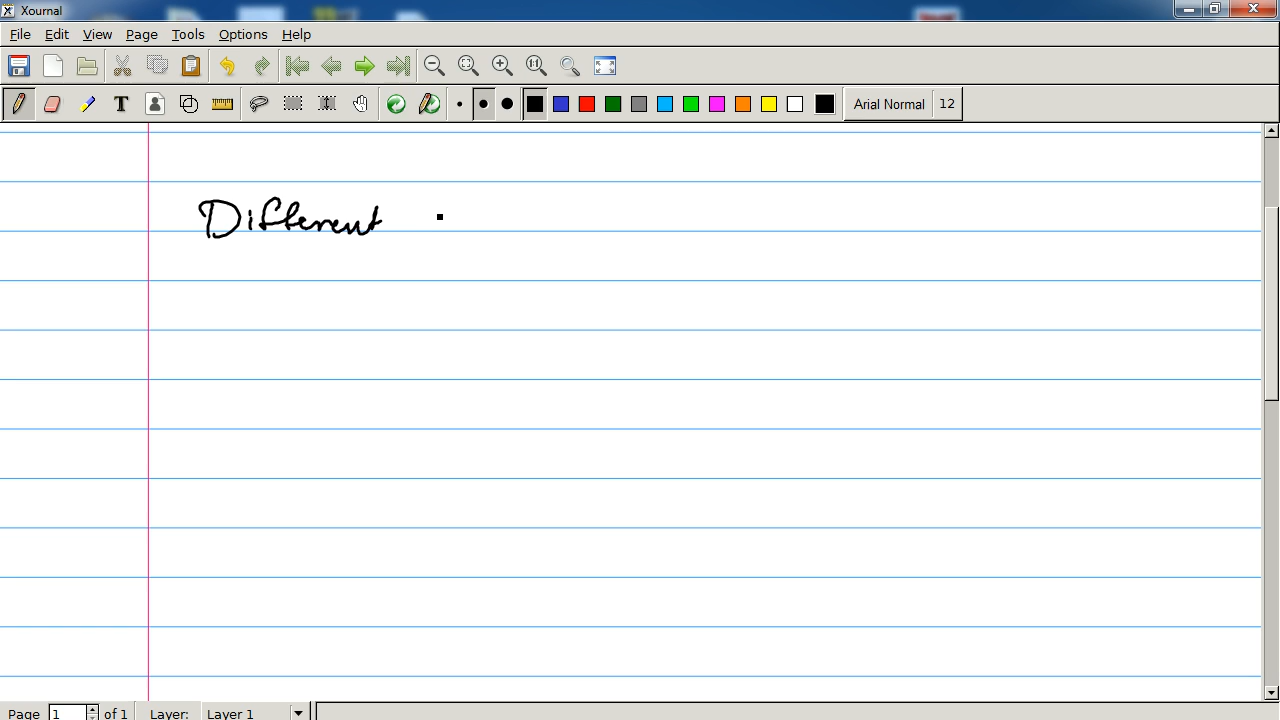 Xournal
File Edit View Page Tools Options Help
T Arial Normal 12
Different
Page 1 of 1 Layer: Layer 1